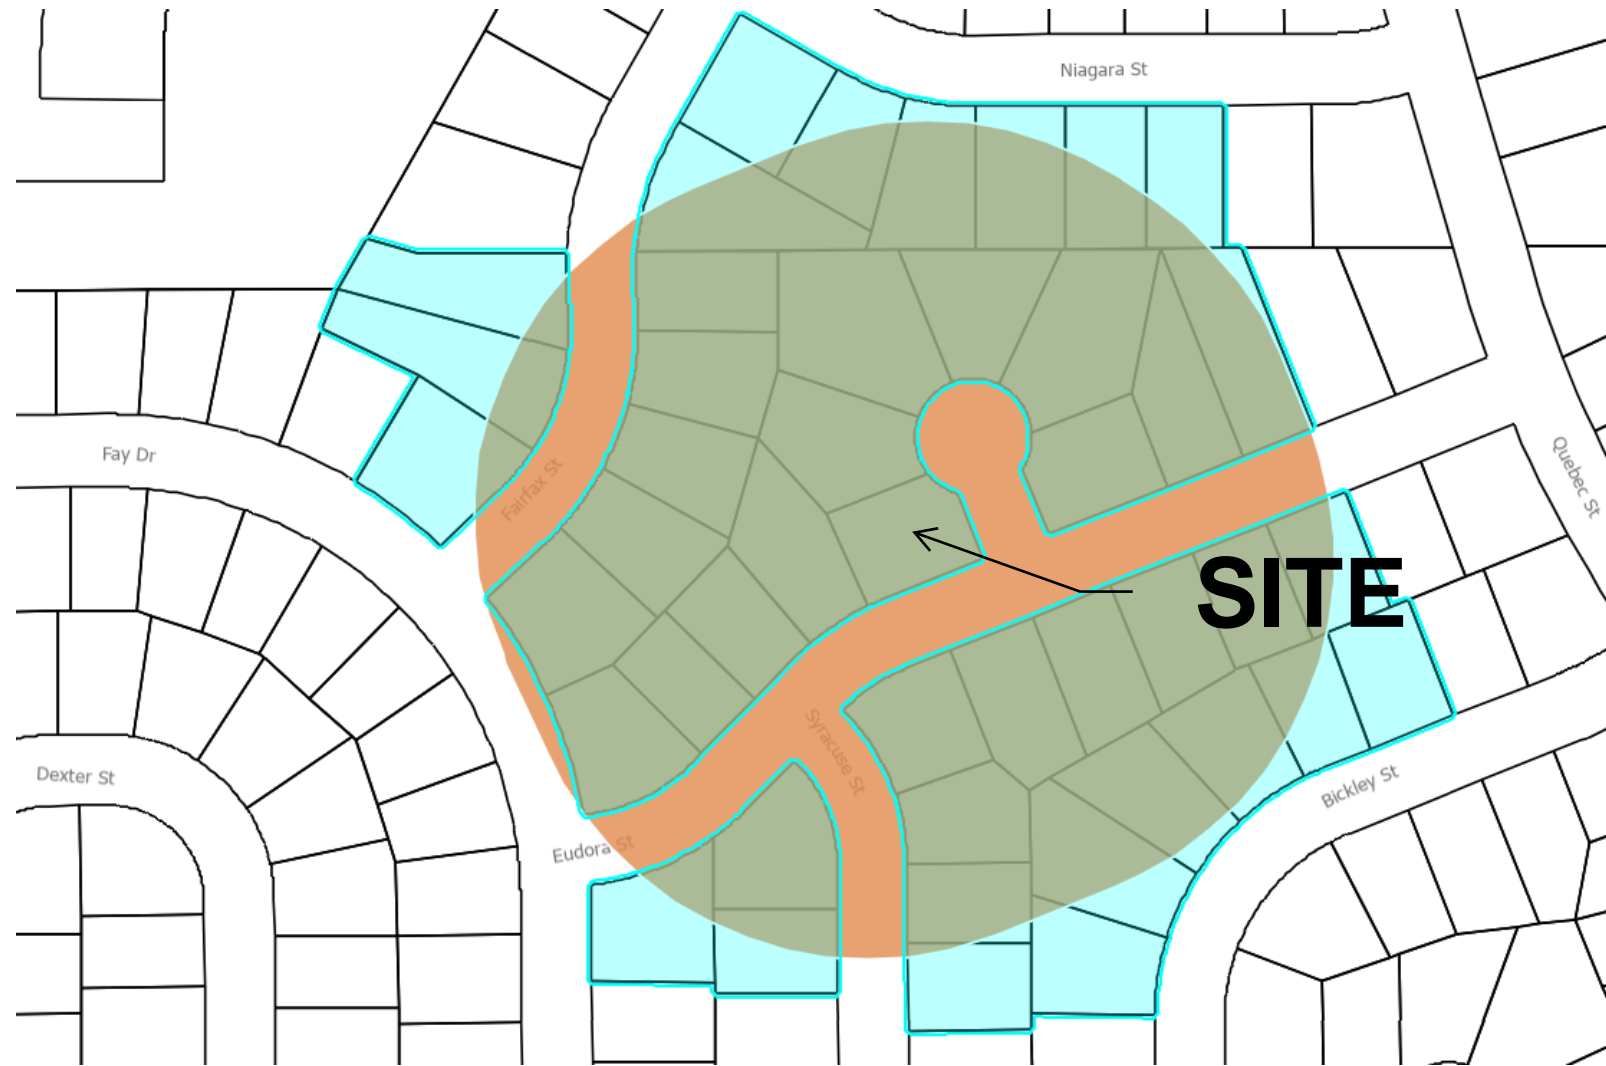 Niagara St
Fay Dr
Fairfax St
Quebec St
SITE
Syracuse St
Dexter St
Bickley St
Eudora St